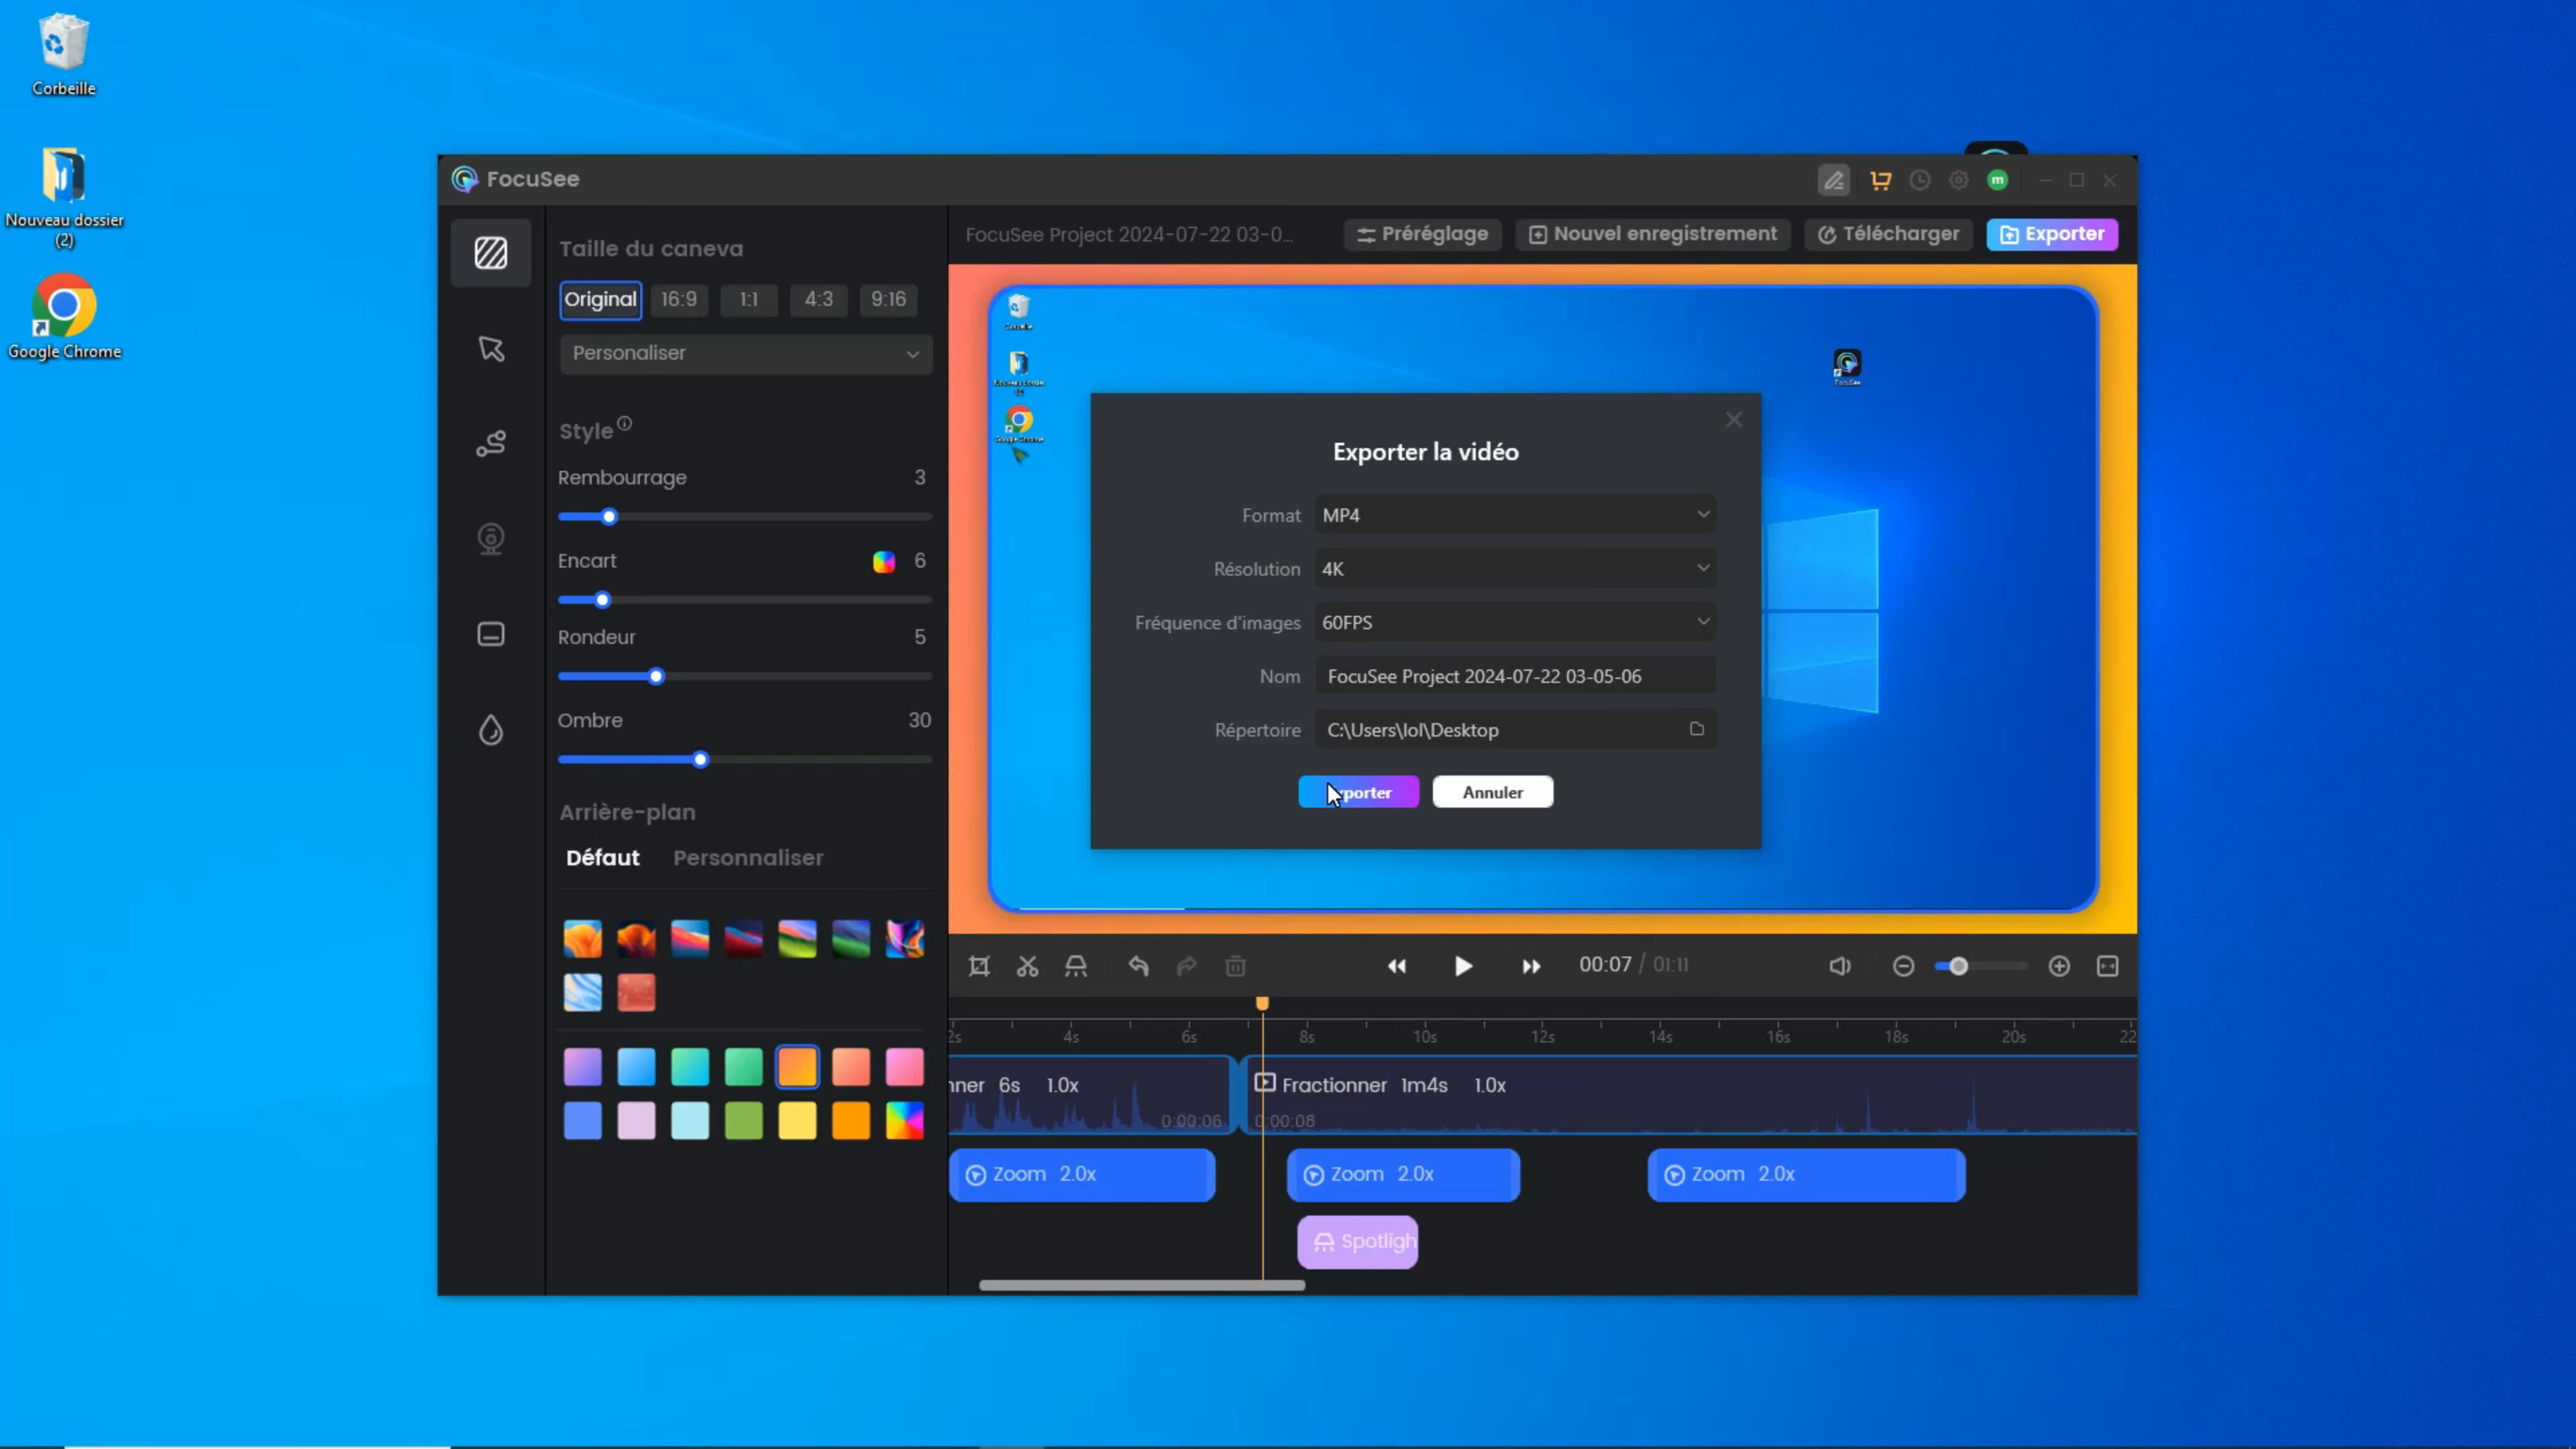 Corbeille
Nouveau dossier
(2)
Google Chrome
FocuSee
m
Taille du caneva
Original 16:9 1:1 4:3 9:16
Personaliser
Style
Rembourrage 3
Encart 6
Rondeur 5
Ombre 30
Arrière-plan
Défaut Personnaliser
FocuSee Project 2024-07-22 03-0...
Préréglage
Nouvel enregistrement
Télécharger
Exporter
Corbeille
Google Chrome
FocuSee
Exporter la vidéo
Format MP4
Résolution 4K
Fréquence d'images 60FPS
Nom FocuSee Project 2024-07-22 03-05-06
Répertoire C:\Users\lol\Desktop
porter Annuler
00:07 / 01:11
2s 4s 6s 8s 10s 12s 14s 16s 18s 20s 22
nner 6s 1.0x
0:00:06
Fractionner 1m4s 1.0x
0:00:08
Zoom 2.0x
Zoom 2.0x
Zoom 2.0x
Spotligh